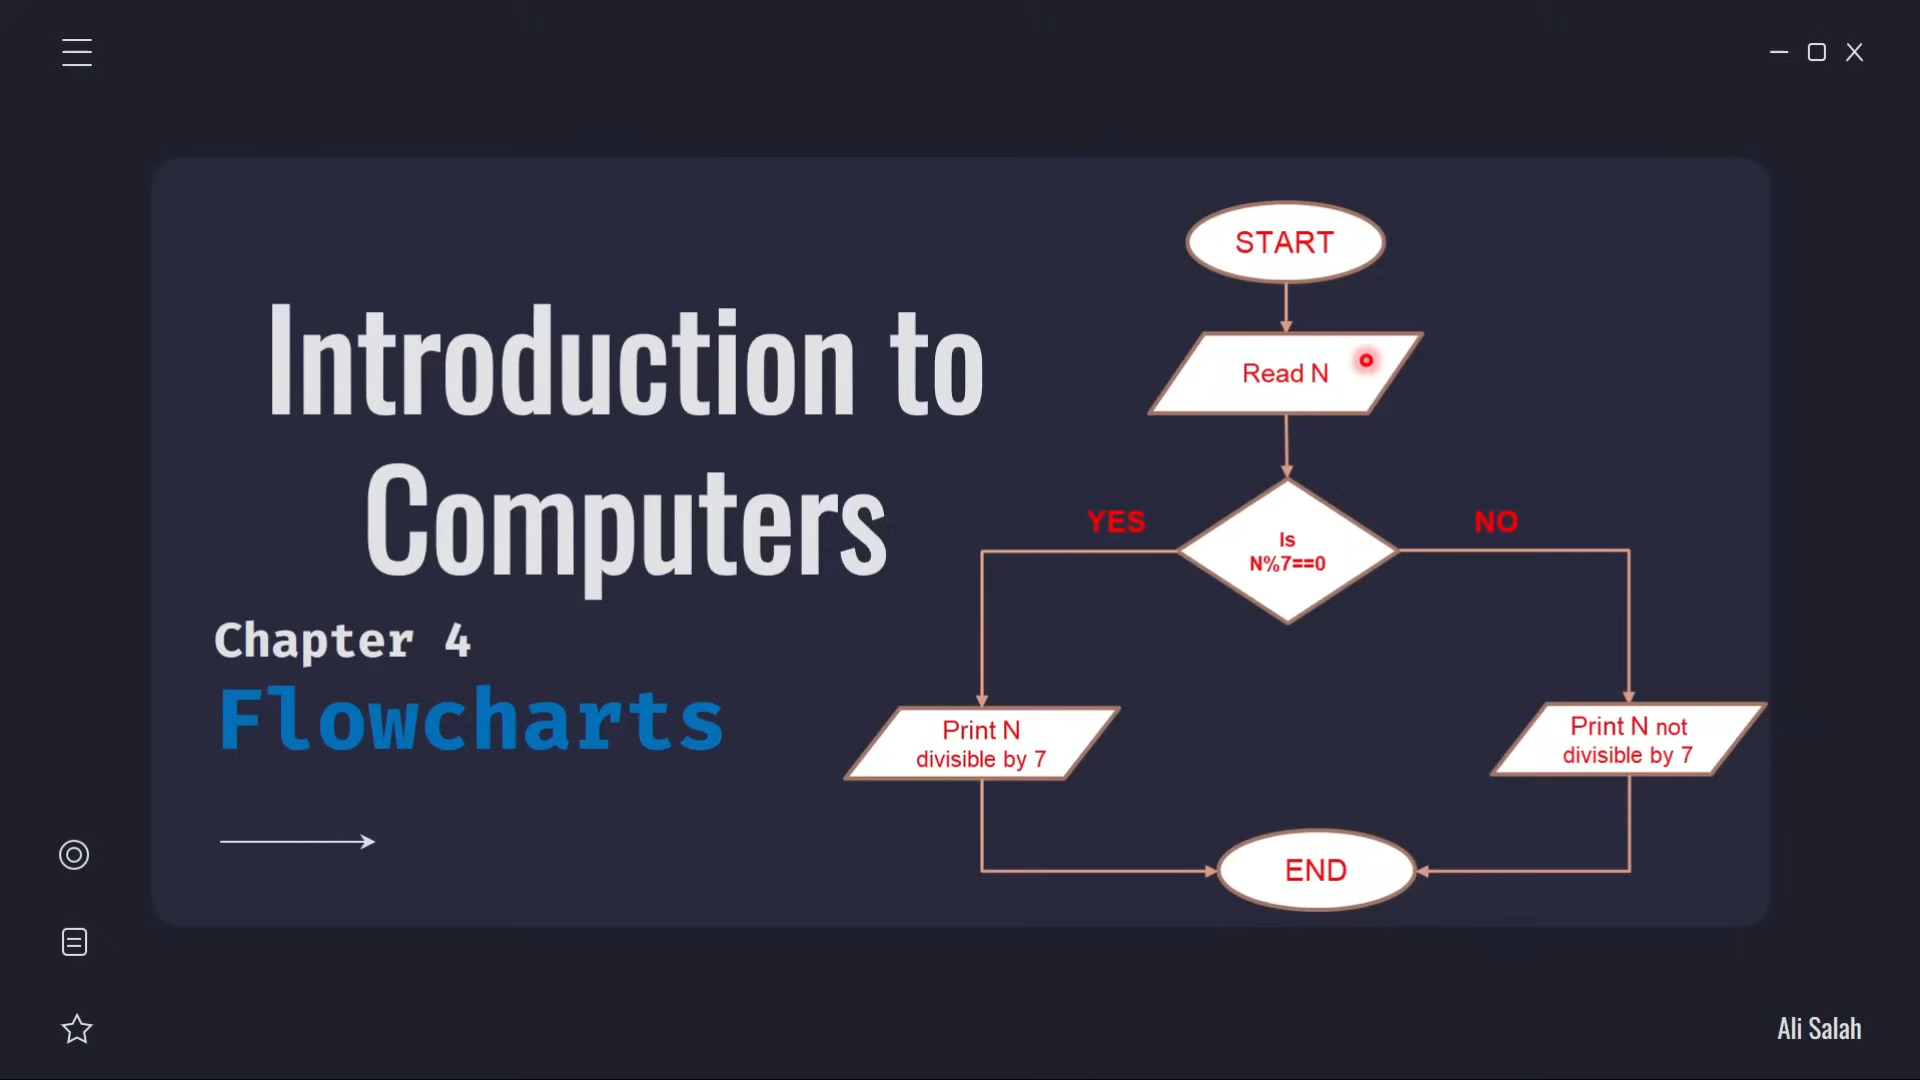 Introduction to
Computers
Chapter 4
Flowcharts
START
Read N
YES
NO
Is
N%7==0
Print N
divisible by 7
Print N not
divisible by 7
END
Ali Salah